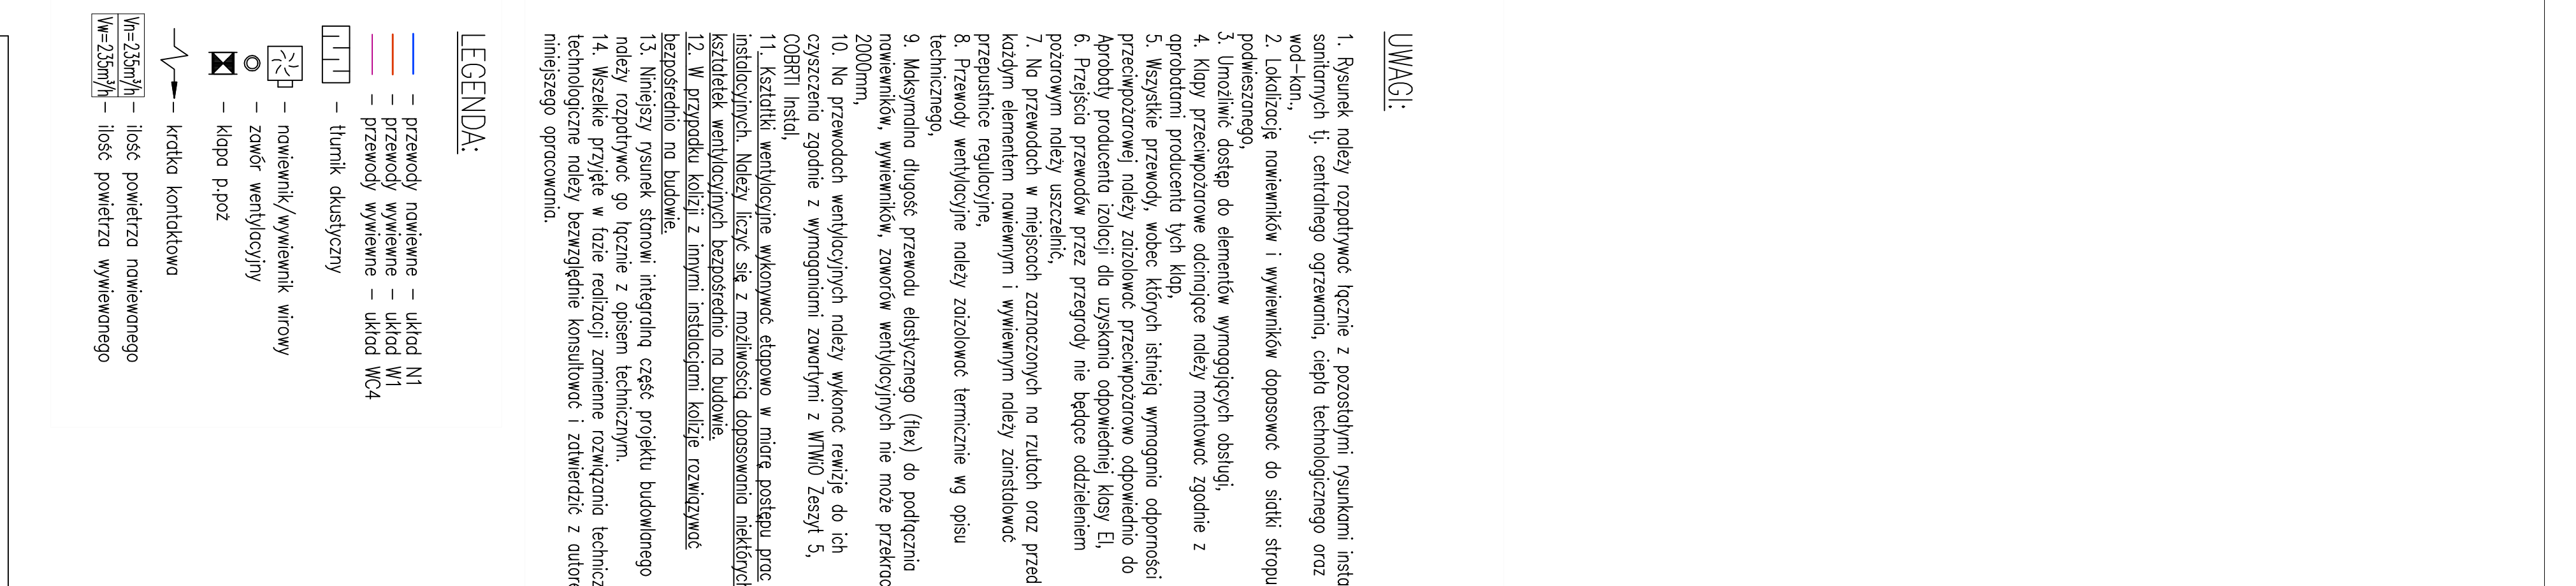 UWAGI:
1. Rysunek należy rozpatrywać łącznie z pozostałymi rysunkami insta
sanitarnych tj. centralnego ogrzewania, ciepła technologicznego oraz
wod-kan.,
2. Lokalizację nawiewników i wywiewników dopasować do siatki stropu
podwieszanego,
3. Umożliwić dostęp do elementów wymagających obsługi,
4. Klapy przeciwpożarowe odcinające należy montować zgodnie z
aprobatami producenta tych klap,
5. Wszystkie przewody, wobec których istnieją wymagania odporności
przeciwpożarowej należy zaizolować przeciwpożarowo odpowiednio do
Aprobaty producenta izolacji dla uzyskania odpowiedniej klasy EI,
6. Przejścia przewodów przez przegrody nie będące oddzieleniem
pożarowym należy uszczelnić,
7. Na przewodach w miejscach zaznaczonych na rzutach oraz przed
każdym elementem nawiewnym i wywiewnym należy zainstalować
przepustnice regulacyjne,
8. Przewody wentylacyjne należy zaizolować termicznie wg opisu
technicznego,
9. Maksymalna długość przewodu elastycznego (flex) do podłącznia
nawiewników, wywiewników, zaworów wentylacyjnych nie może przekrac
2000mm,
10. Na przewodach wentylacyjnych należy wykonać rewizje do ich
czyszczenia zgodnie z wymaganiami zawartymi z WTWiO Zeszyt 5,
COBRTI Instal,
11. Kształtki wentylacyjne wykonywać etapowo w miarę postępu prac
instalacyjnych. Należy liczyć się z możliwością dopasowania niektórych
kształtetek wentylacyjnych bezpośrednio na budowie.
12. W przypadku kolizji z innymi instalacjami kolizje rozwiązywać
bezpośrednio na budowie.
13. Niniejszy rysunek stanowi integralną część projektu budowlanego
należy rozpatrywać go łącznie z opisem technicznym.
14. Wszelkie przyjęte w fazie realizacji zamienne rozwiązania technicz
technologiczne należy bezwzględnie konsultować i zatwierdzić z autore
niniejszego opracowania.
LEGENDA:
– przewody nawiewne – układ N1
– przewody wywiewne – układ W1
– przewody wywiewne – układ WC4
– tłumik akustyczny
– nawiewnik/wywiewnik wirowy
– zawór wentylacyjny
– klapa p.poż
– kratka kontaktowa
Vn=235m³/h – ilość powietrza nawiewanego
Vw=235m³/h – ilość powietrza wywiewanego